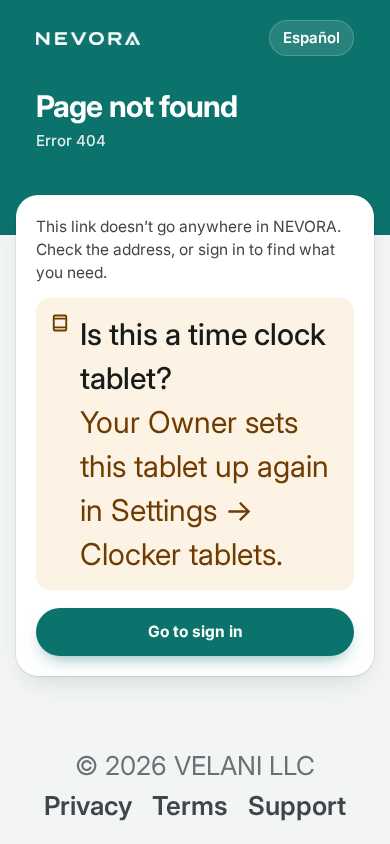 NEVORA
Español
Page not found
Error 404
This link doesn't go anywhere in NEVORA.
Check the address, or sign in to find what
you need.
Is this a time clock
tablet?
Your Owner sets
this tablet up again
in Settings →
Clocker tablets.
Go to sign in
© 2026 VELANI LLC
Privacy Terms Support